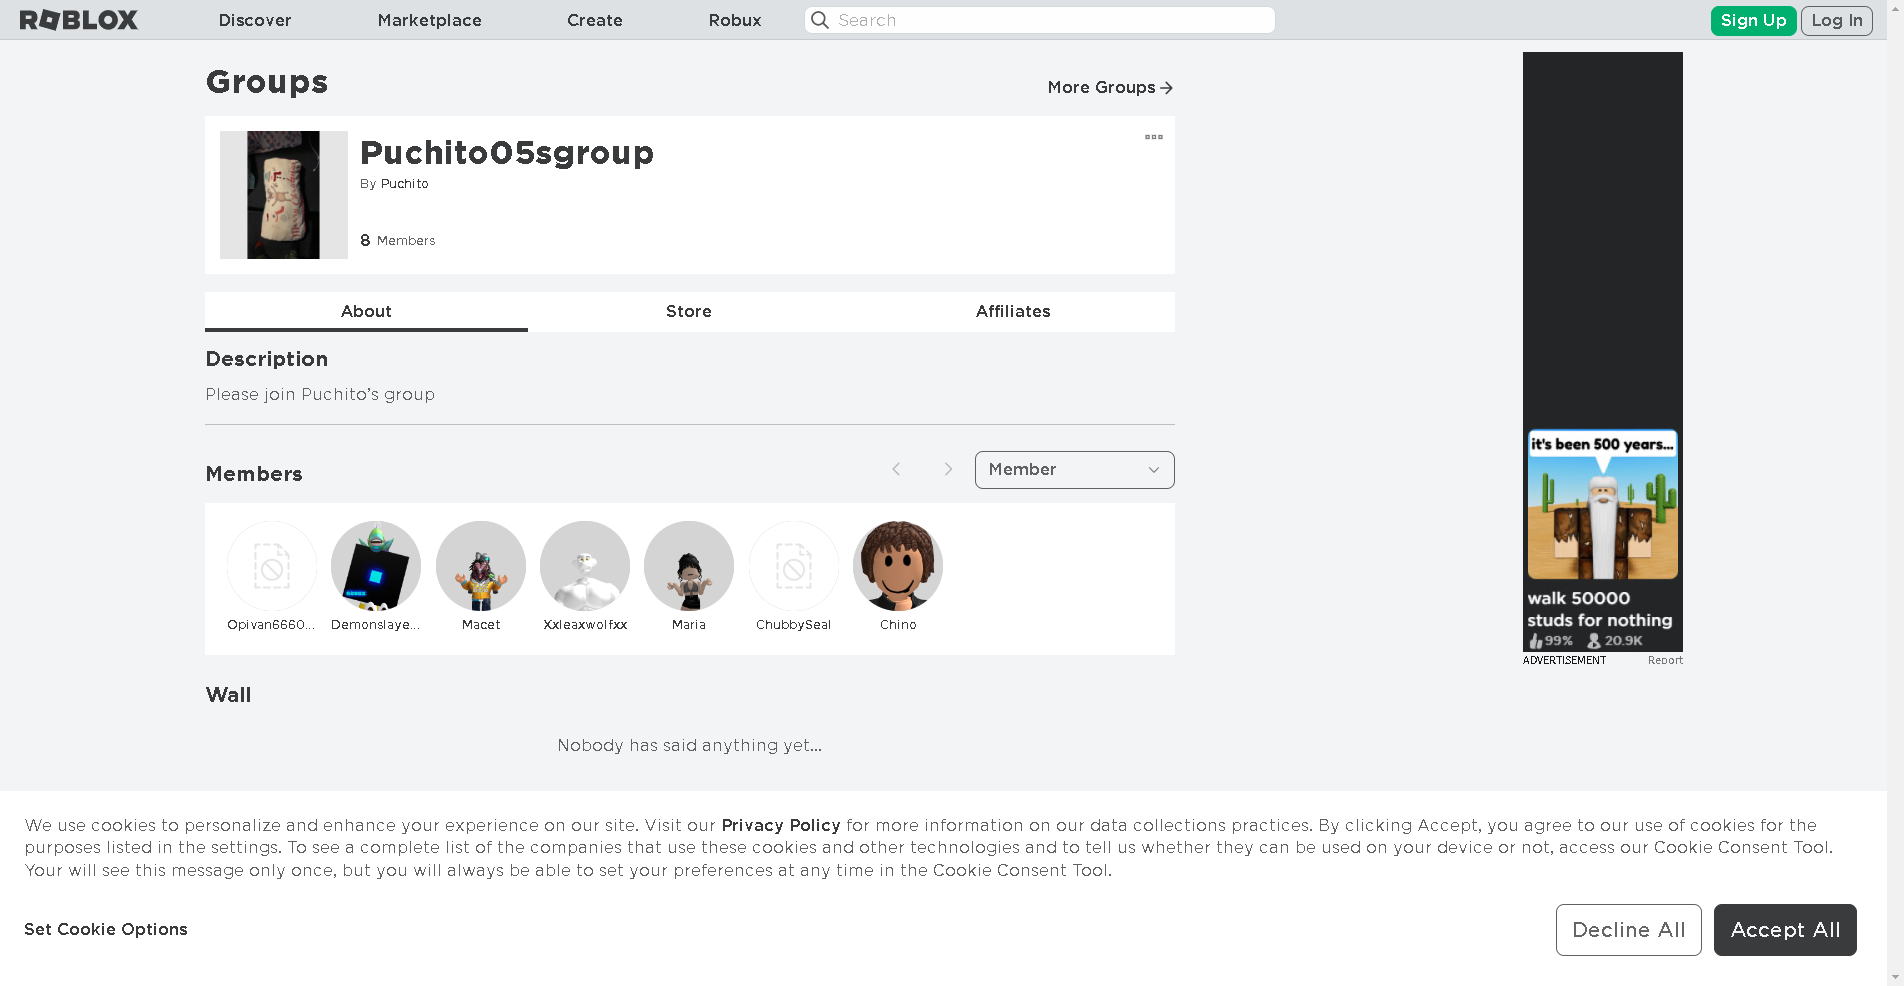 ROBLOX
Discover
Marketplace
Create
Robux
Search
Sign Up
Log In
Groups
More Groups
Puchito05sgroup
By Puchito
8 Members
About
Store
Affiliates
Description
Please join Puchito’s group
Members
Member
Opivan6660...
Demonslaye...
Macet
Xxleaxwolfxx
Maria
ChubbySeal
Chino
Wall
Nobody has said anything yet...
it's been 500 years...
walk 50000
studs for nothing
99% 20.9K
ADVERTISEMENT
Report
We use cookies to personalize and enhance your experience on our site. Visit our Privacy Policy for more information on our data collections practices. By clicking Accept, you agree to our use of cookies for the
purposes listed in the settings. To see a complete list of the companies that use these cookies and other technologies and to tell us whether they can be used on your device or not, access our Cookie Consent Tool.
Your will see this message only once, but you will always be able to set your preferences at any time in the Cookie Consent Tool.
Set Cookie Options
Decline All
Accept All